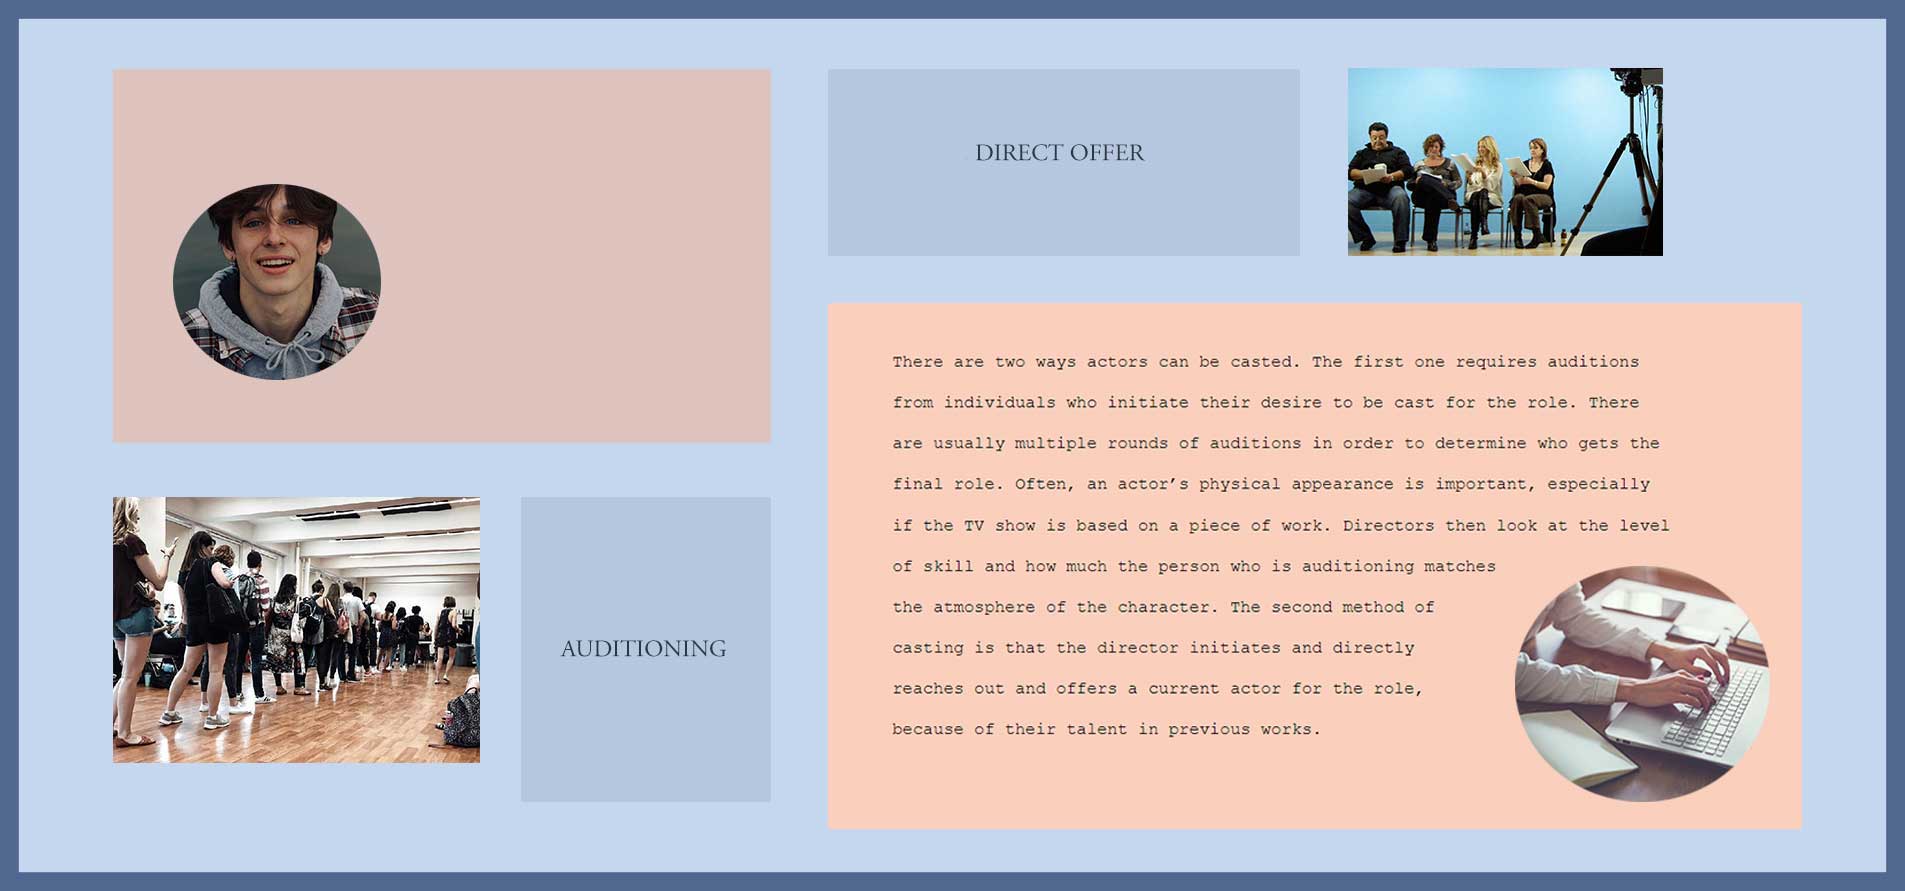 DIRECT OFFER
There are two ways actors can be casted. The first one requires auditions
from individuals who initiate their desire to be cast for the role. There
are usually multiple rounds of auditions in order to determine who gets the
final role. Often, an actor’s physical appearance is important, especially
if the TV show is based on a piece of work. Directors then look at the level
of skill and how much the person who is auditioning matches
the atmosphere of the character. The second method of
casting is that the director initiates and directly
reaches out and offers a current actor for the role,
because of their talent in previous works.
AUDITIONING